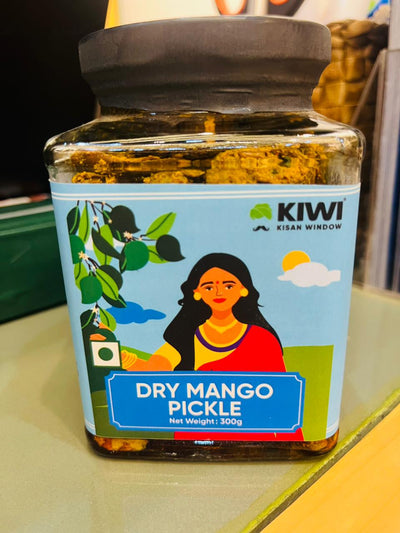 KIWI
KISAN WINDOW
DRY MANGO
PICKLE
Net Weight: 300g